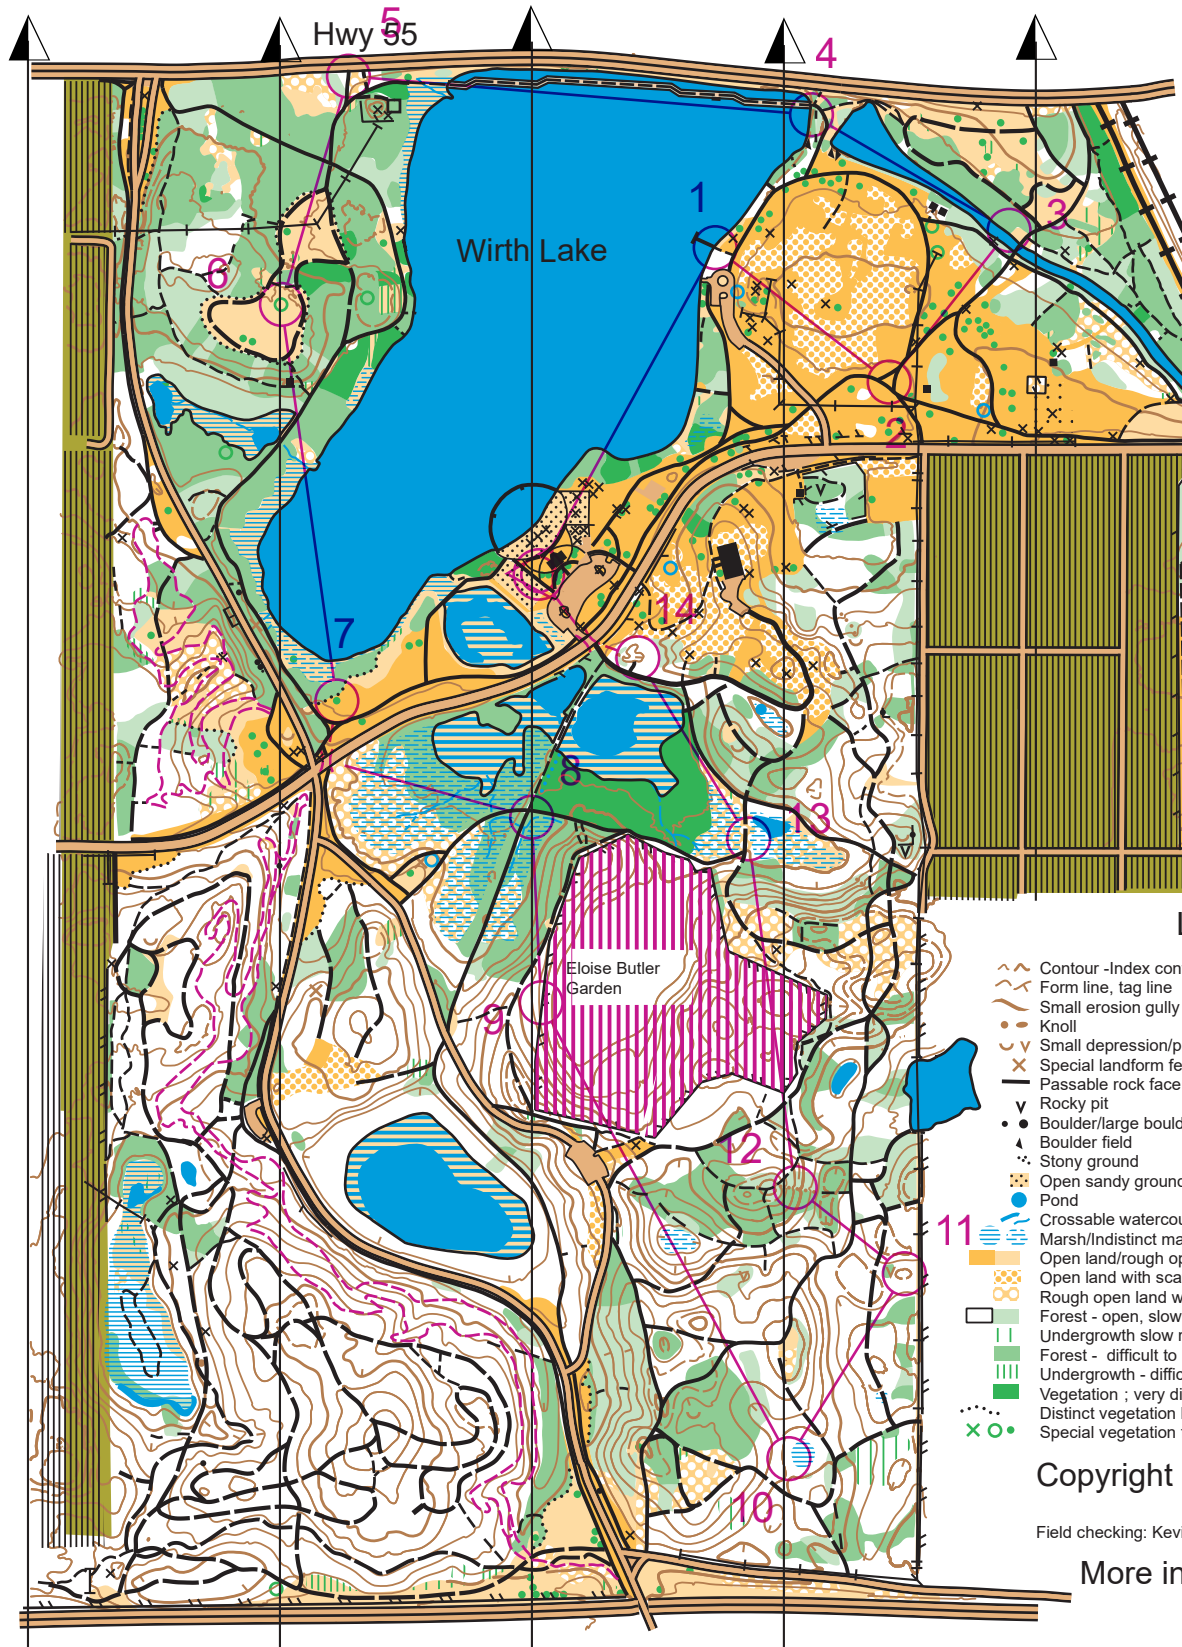 5
Hwy 55
4
1
3
Wirth Lake
6
2
14
7
8
13
Eloise Butler
Garden
9
12
11
10
L
Contour -Index con
Form line, tag line
Small erosion gully
Knoll
Small depression/p
Special landform fe
Passable rock face
Rocky pit
Boulder/large bould
Boulder field
Stony ground
Open sandy ground
Pond
Crossable watercou
Marsh/Indistinct ma
Open land/rough op
Open land with sca
Rough open land w
Forest - open, slow
Undergrowth slow r
Forest - difficult to
Undergrowth - diffic
Vegetation ; very di
Distinct vegetation
Special vegetation
Copyright
Field checking: Kevi
More in